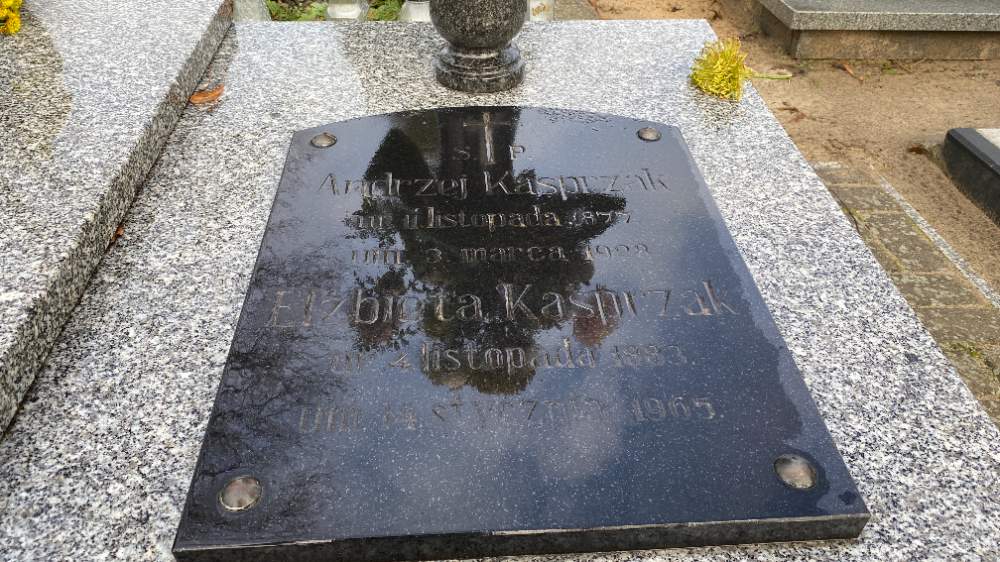 Ś P
Andrzej Kasprzak
ur. 11 listopada 1877
um. 3. marca 1928
Elżbieta Kasprzak
ur 4 listopada 1883.
um. 14 stycznia 1965.